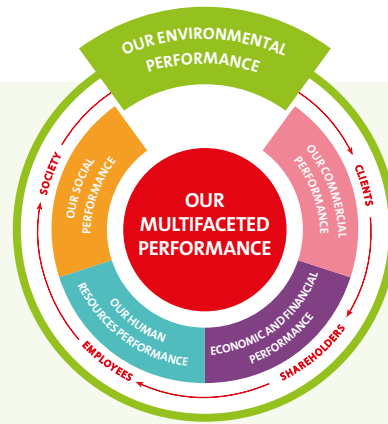 OUR ENVIRONMENTAL
PERFORMANCE
OUR COMMERCIAL
PERFORMANCE
CLIENTS
ECONOMIC AND FINANCIAL
PERFORMANCE
SHAREHOLDERS
OUR HUMAN
RESOURCES PERFORMANCE
EMPLOYEES
OUR SOCIAL
PERFORMANCE
SOCIETY
OUR
MULTIFACETED
PERFORMANCE